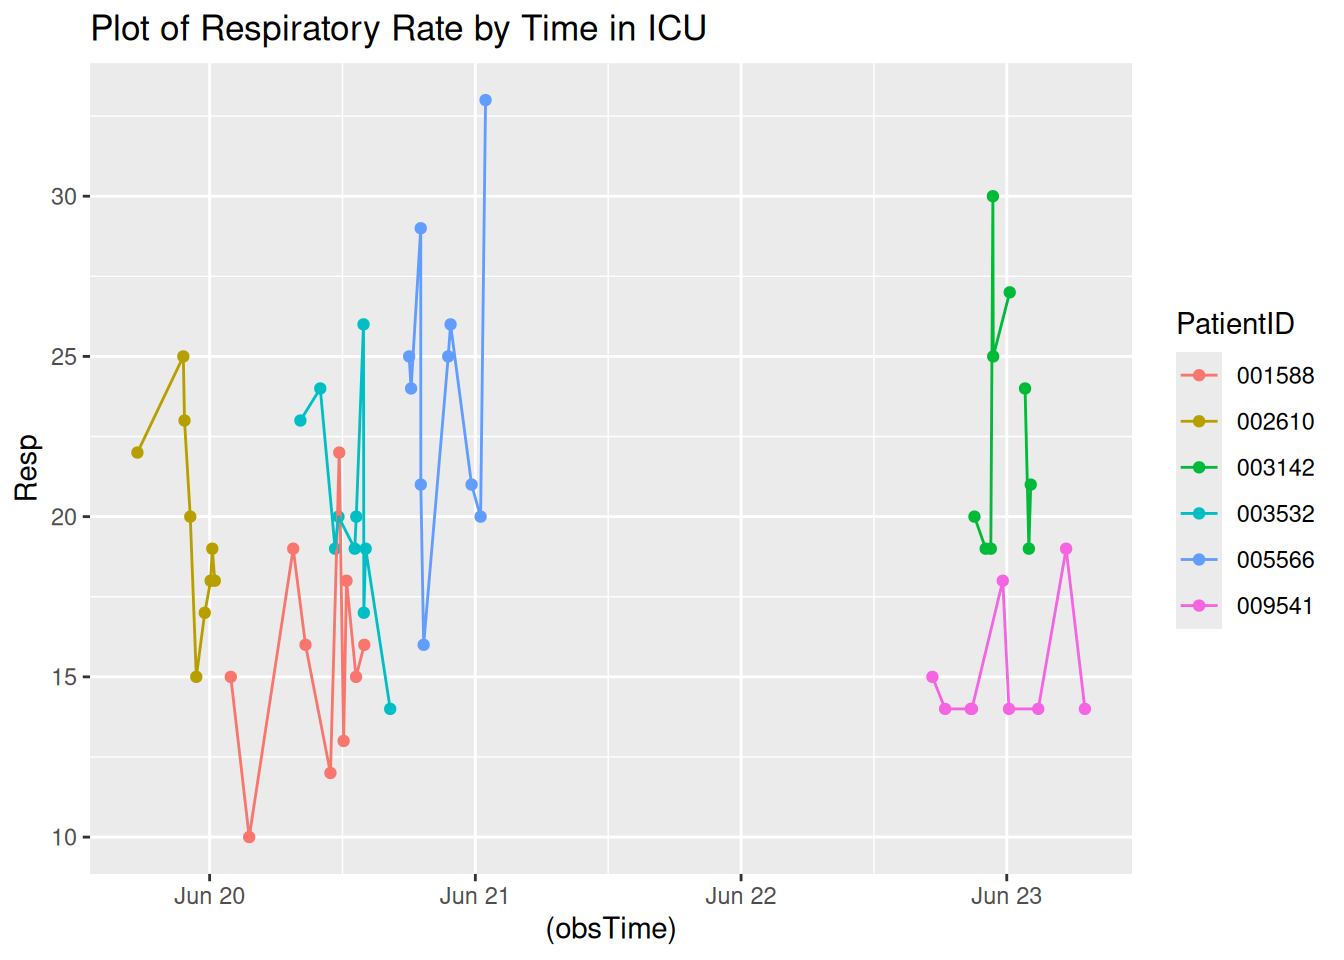 Plot of Respiratory Rate by Time in ICU
Resp
30
25
20
15
10
Jun 20
Jun 21
Jun 22
Jun 23
(obsTime)
PatientID
001588
002610
003142
003532
005566
009541